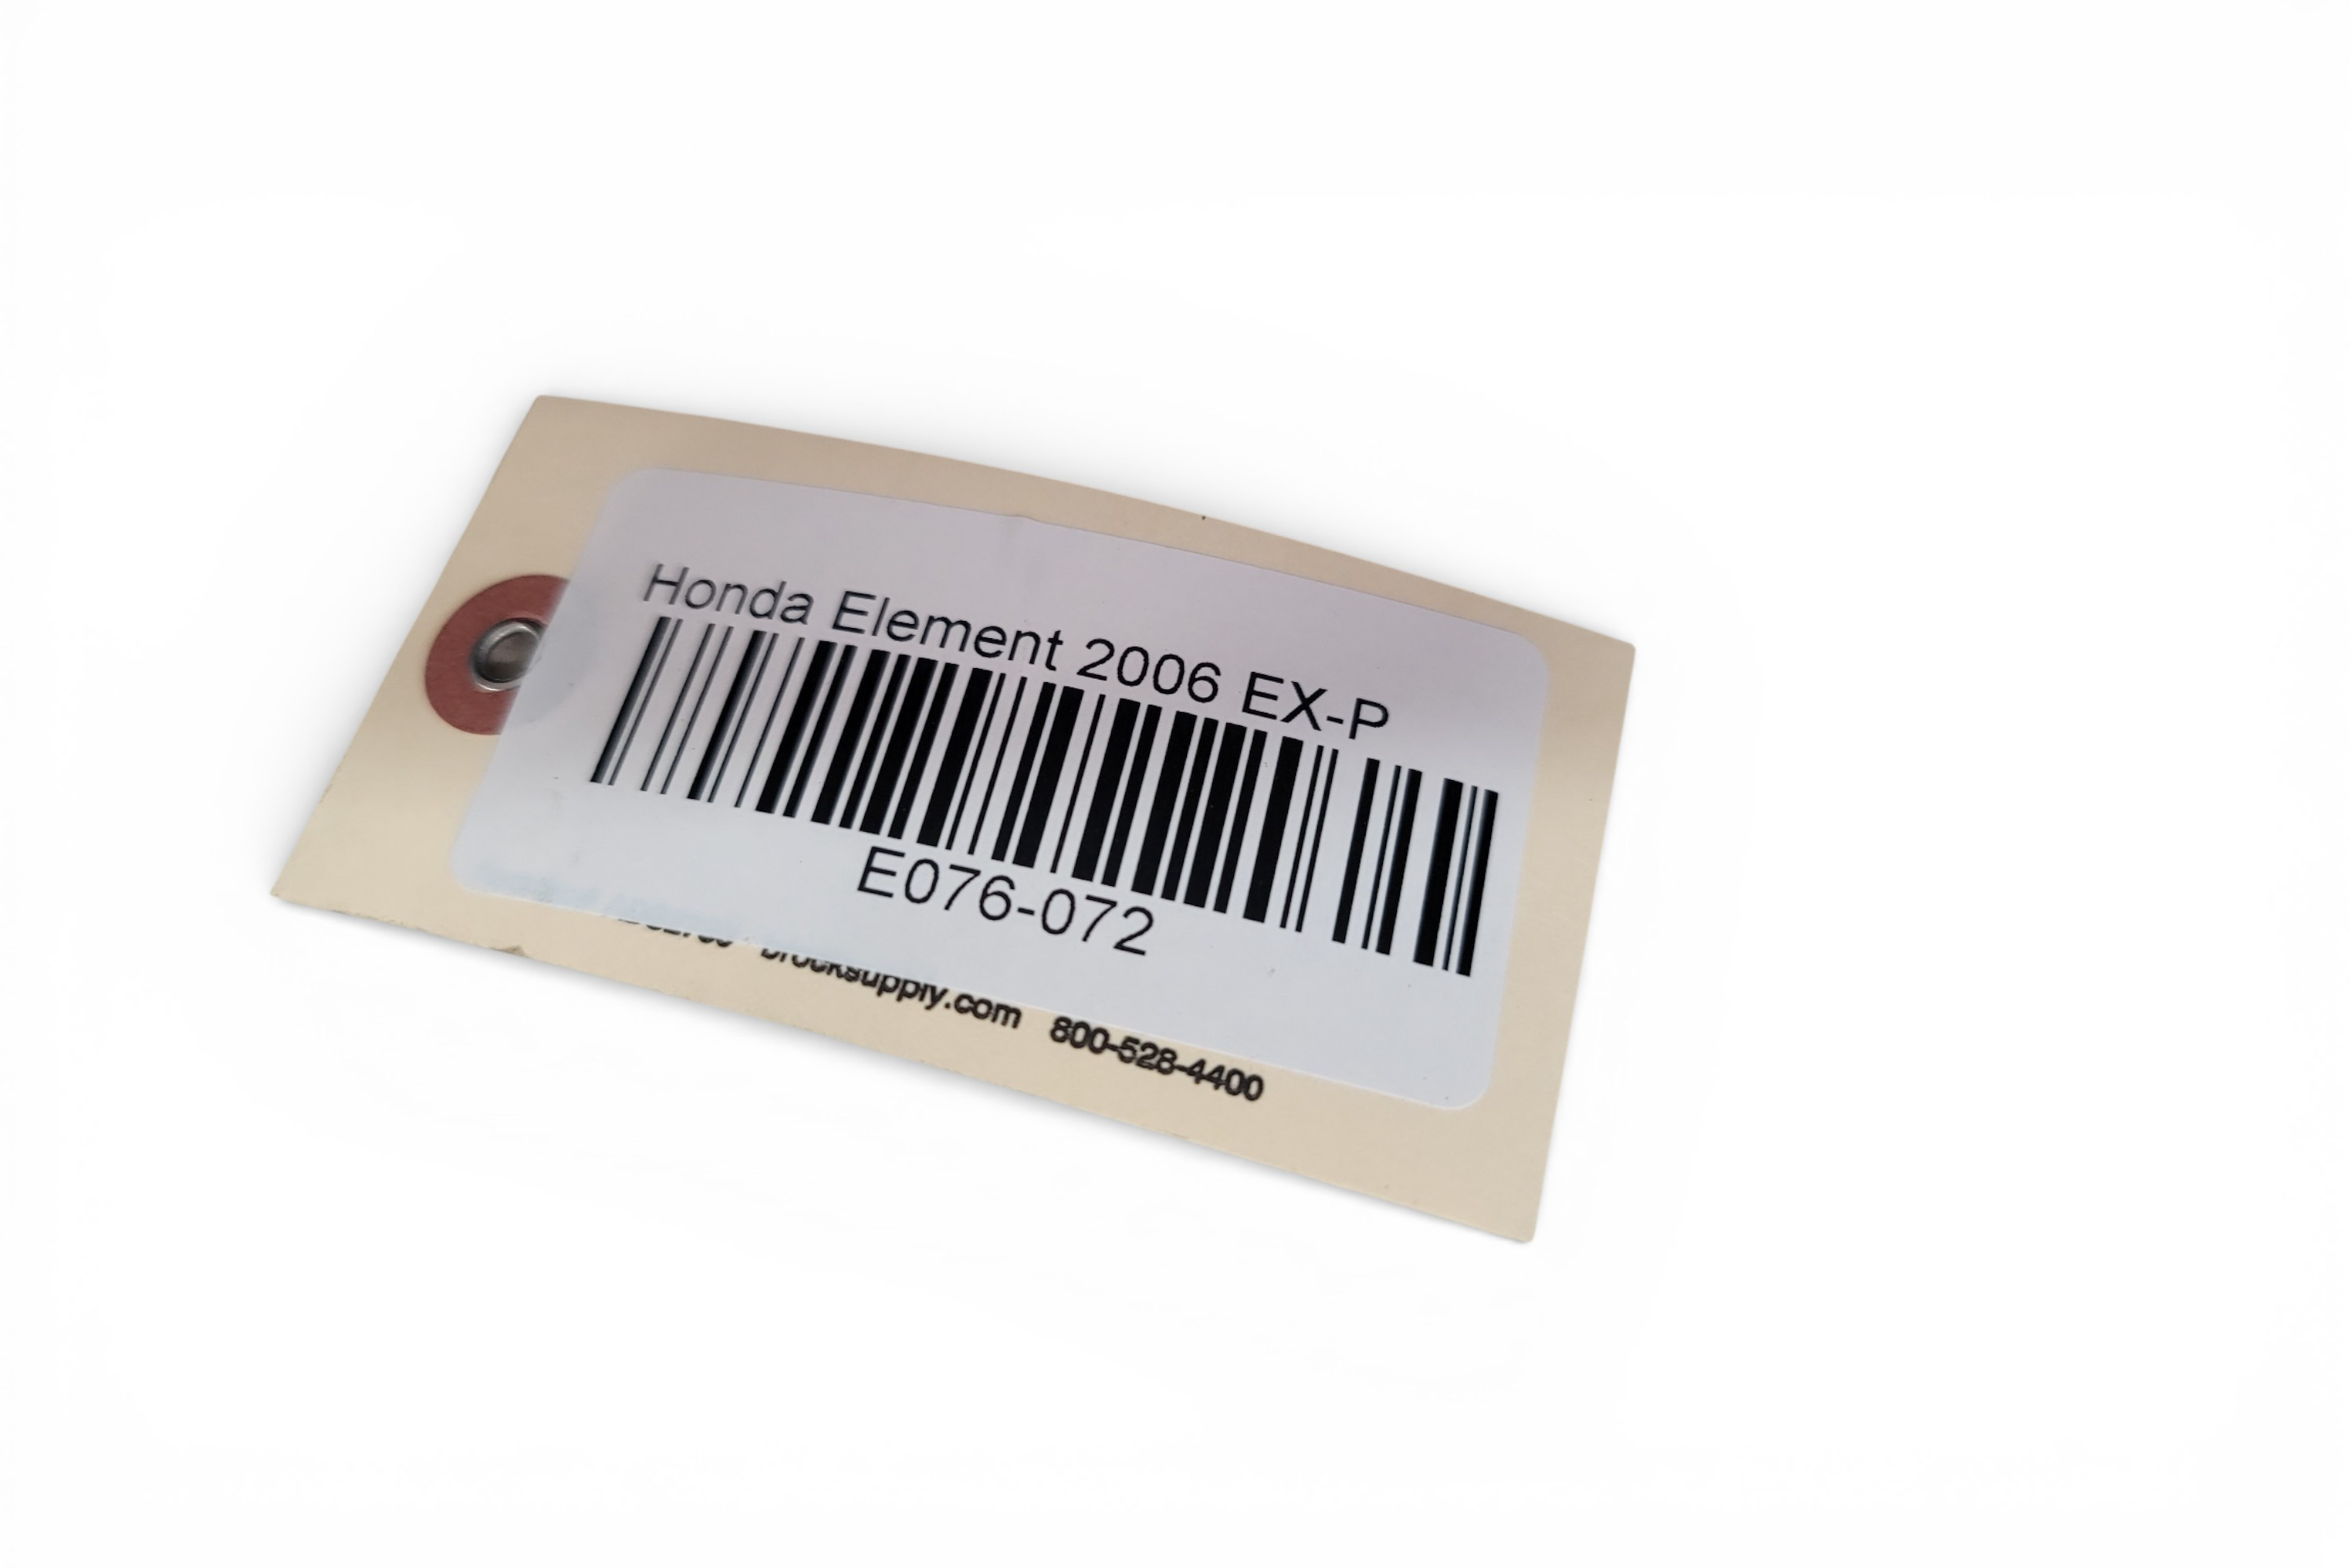 Honda Element 2006 EX-P
E076-072
brocksupply.com 800-528-4400